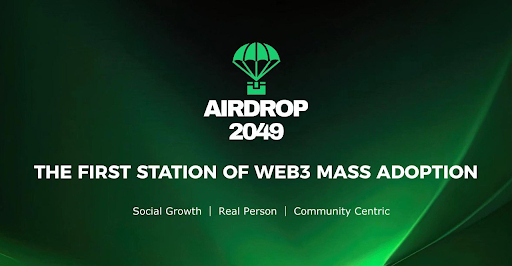 AIRDROP
2049
THE FIRST STATION OF WEB3 MASS ADOPTION
Social Growth | Real Person | Community Centric